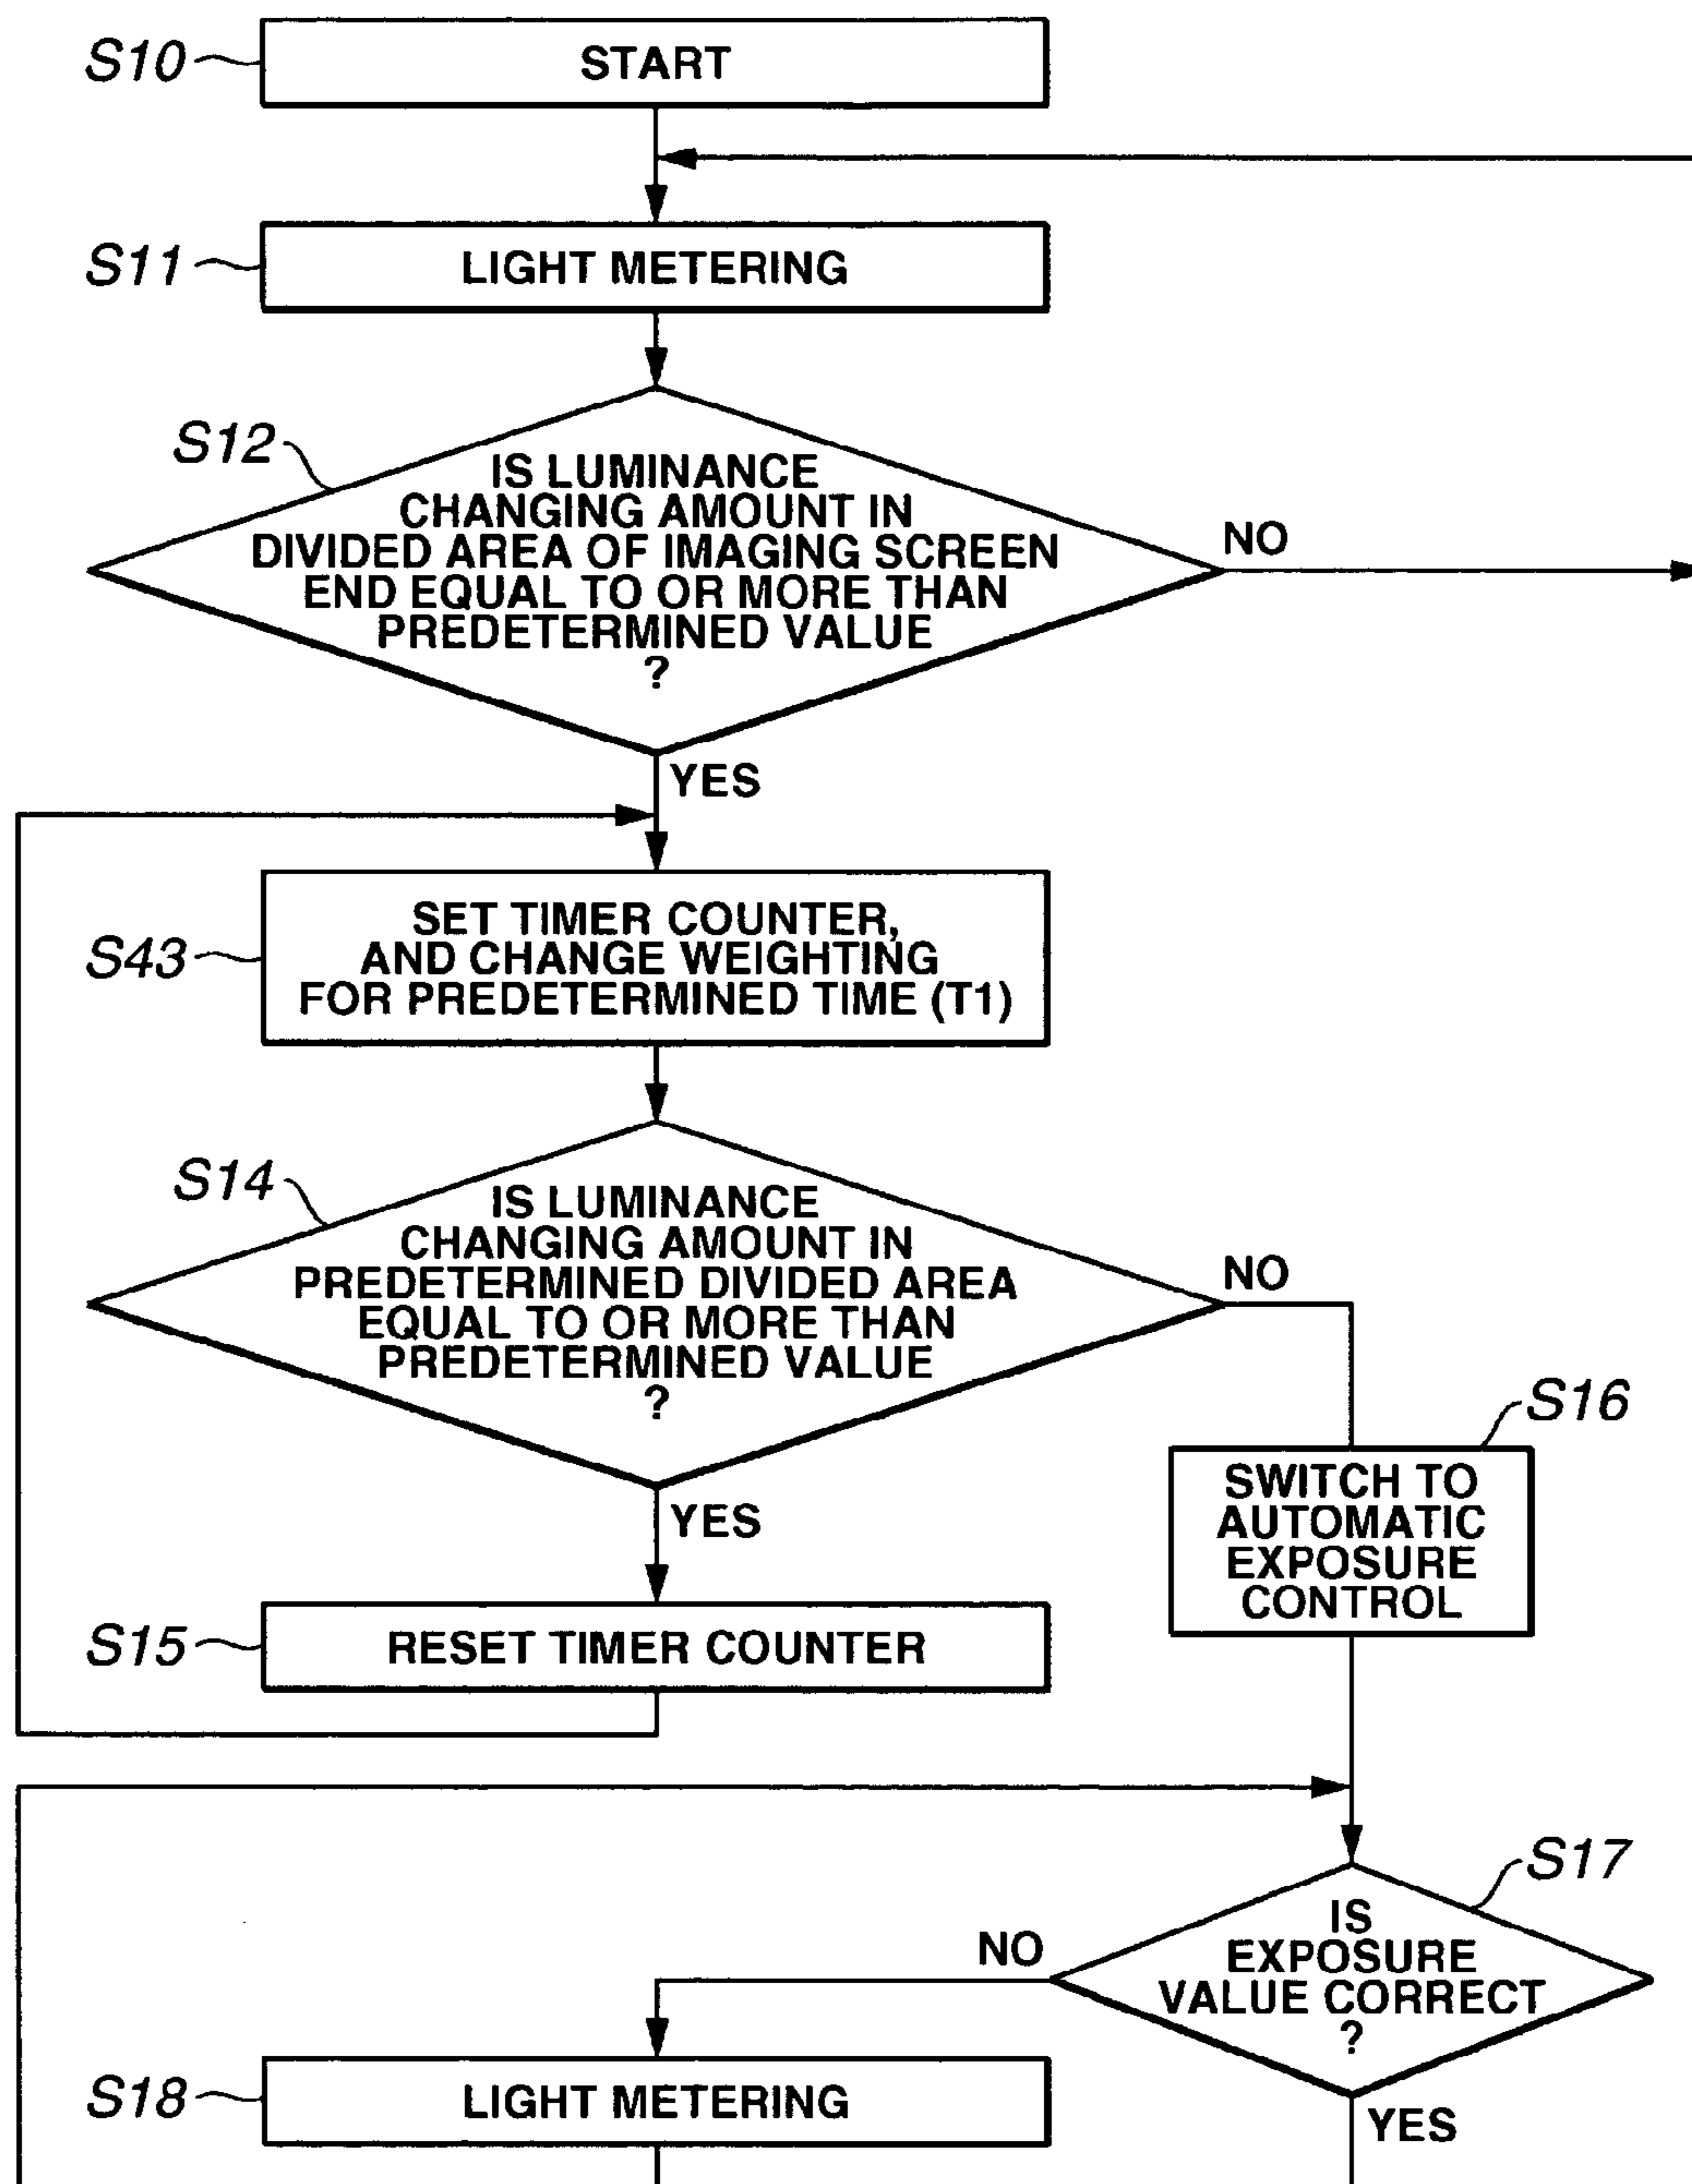 S10
START
S11
LIGHT METERING
S12
IS LUMINANCE
CHANGING AMOUNT IN
DIVIDED AREA OF IMAGING SCREEN
END EQUAL TO OR MORE THAN
PREDETERMINED VALUE
?
NO
YES
S43
SET TIMER COUNTER,
AND CHANGE WEIGHTING
FOR PREDETERMINED TIME (T1)
S14
IS LUMINANCE
CHANGING AMOUNT IN
PREDETERMINED DIVIDED AREA
EQUAL TO OR MORE THAN
PREDETERMINED VALUE
?
NO
YES
S16
SWITCH TO
AUTOMATIC
EXPOSURE
CONTROL
S15
RESET TIMER COUNTER
S17
IS
EXPOSURE
VALUE CORRECT
?
NO
YES
S18
LIGHT METERING